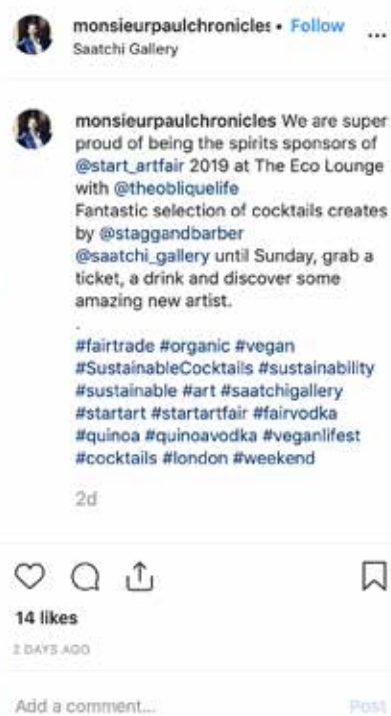 monsieurpaulchronicles • Follow
Saatchi Gallery
...
monsieurpaulchronicles We are super
proud of being the spirits sponsors of
@start_artfair 2019 at The Eco Lounge
with @theobliquelife
Fantastic selection of cocktails creates
by @staggandbarber
@saatchi_gallery until Sunday, grab a
ticket, a drink and discover some
amazing new artist.
.
#fairtrade #organic #vegan
#SustainableCocktails #sustainability
#sustainable #art #saatchigallery
#startart #startartfair #fairvodka
#quinoa #quinoavodka #veganlifest
#cocktails #london #weekend
2d
14 likes
2 DAYS AGO
Add a comment... Post